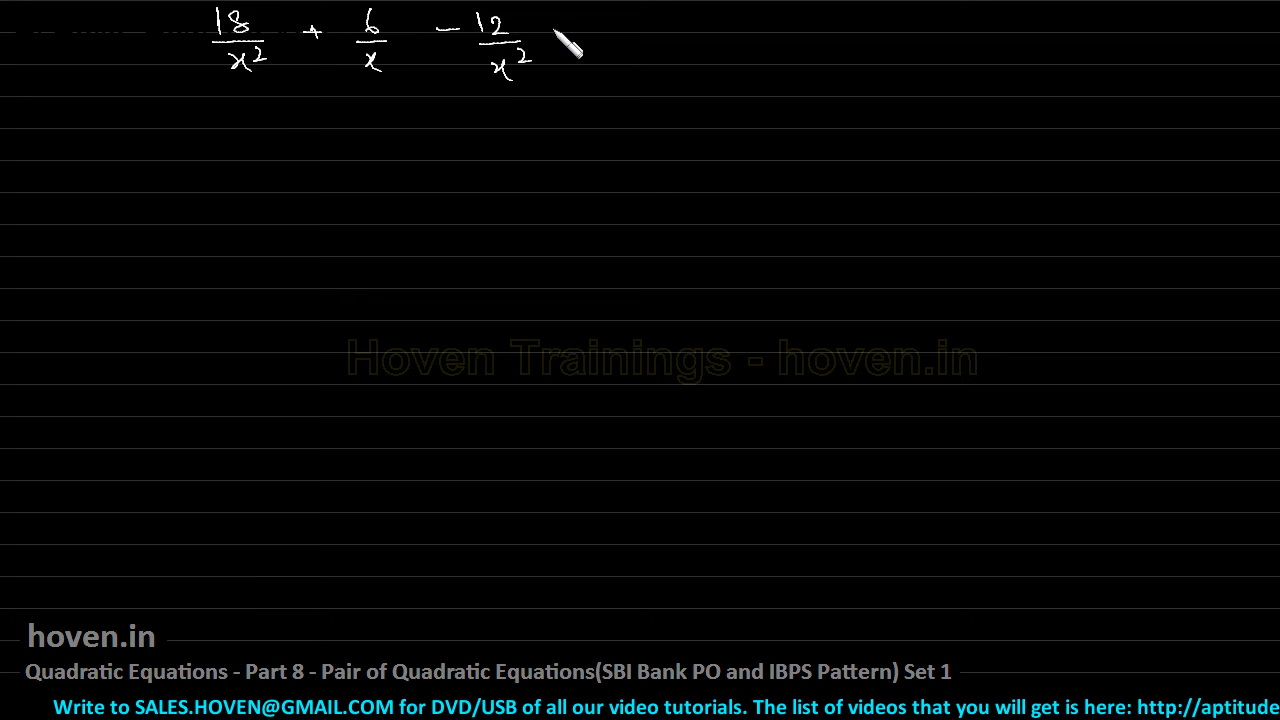 18/x² + 6/x - 12/x²
Hoven Trainings - hoven.in
hoven.in
Quadratic Equations - Part 8 - Pair of Quadratic Equations(SBI Bank PO and IBPS Pattern) Set 1
Write to SALES.HOVEN@GMAIL.COM for DVD/USB of all our video tutorials. The list of videos that you will get is here: http://aptitude